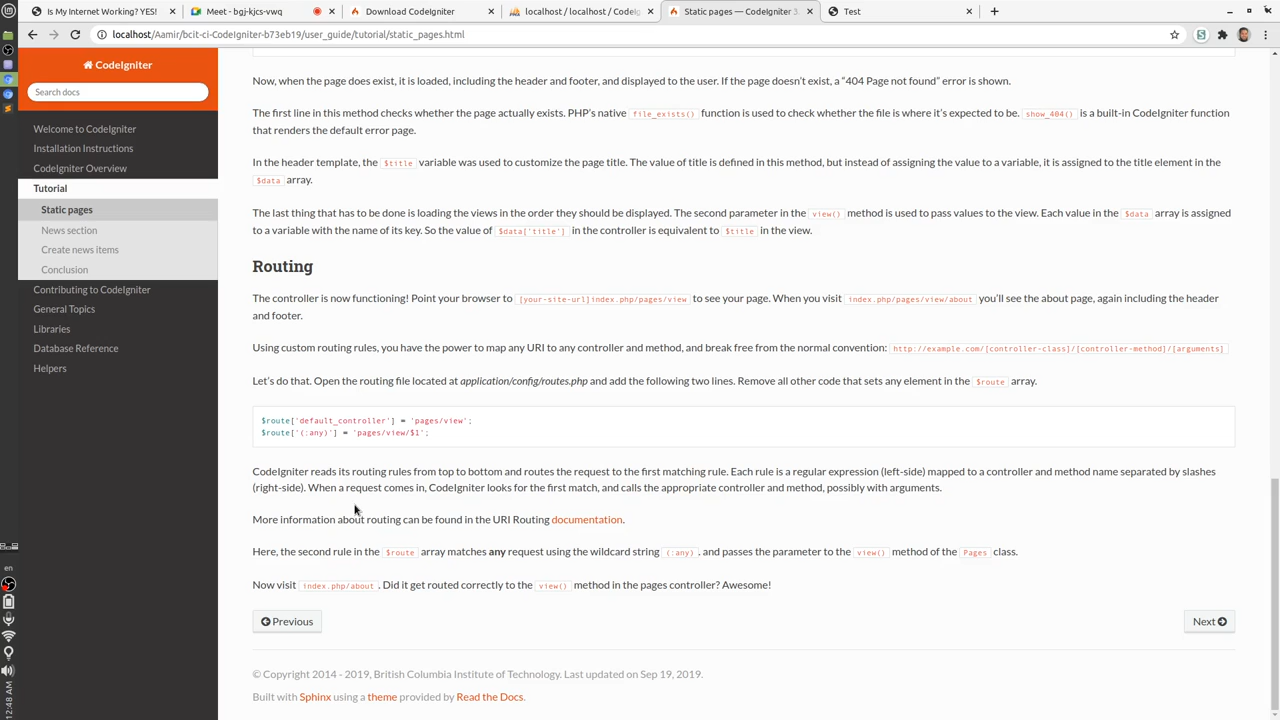 Is My Internet Working? YES!
Meet - bgj-kjcs-vwq
Download CodeIgniter
localhost / localhost / CodeIg
Static pages — CodeIgniter 3.
Test
localhost/Aamir/bcit-ci-CodeIgniter-b73eb19/user_guide/tutorial/static_pages.html
CodeIgniter
Search docs
Welcome to CodeIgniter
Installation Instructions
CodeIgniter Overview
Tutorial
Static pages
News section
Create news items
Conclusion
Contributing to CodeIgniter
General Topics
Libraries
Database Reference
Helpers
en
12:48 AM
Now, when the page does exist, it is loaded, including the header and footer, and displayed to the user. If the page doesn’t exist, a “404 Page not found” error is shown.
The first line in this method checks whether the page actually exists. PHP’s native file_exists() function is used to check whether the file is where it’s expected to be. show_404() is a built-in CodeIgniter function
that renders the default error page.
In the header template, the $title variable was used to customize the page title. The value of title is defined in this method, but instead of assigning the value to a variable, it is assigned to the title element in the
$data array.
The last thing that has to be done is loading the views in the order they should be displayed. The second parameter in the view() method is used to pass values to the view. Each value in the $data array is assigned
to a variable with the name of its key. So the value of $data['title'] in the controller is equivalent to $title in the view.
Routing
The controller is now functioning! Point your browser to [your-site-url]index.php/pages/view to see your page. When you visit index.php/pages/view/about you’ll see the about page, again including the header
and footer.
Using custom routing rules, you have the power to map any URI to any controller and method, and break free from the normal convention: http://example.com/[controller-class]/[controller-method]/[arguments]
Let’s do that. Open the routing file located at application/config/routes.php and add the following two lines. Remove all other code that sets any element in the $route array.
$route['default_controller'] = 'pages/view';
$route['(:any)'] = 'pages/view/$1';
CodeIgniter reads its routing rules from top to bottom and routes the request to the first matching rule. Each rule is a regular expression (left-side) mapped to a controller and method name separated by slashes
(right-side). When a request comes in, CodeIgniter looks for the first match, and calls the appropriate controller and method, possibly with arguments.
More information about routing can be found in the URI Routing documentation.
Here, the second rule in the $route array matches any request using the wildcard string (:any). and passes the parameter to the view() method of the Pages class.
Now visit index.php/about . Did it get routed correctly to the view() method in the pages controller? Awesome!
Previous
Next
© Copyright 2014 - 2019, British Columbia Institute of Technology. Last updated on Sep 19, 2019.
Built with Sphinx using a theme provided by Read the Docs.